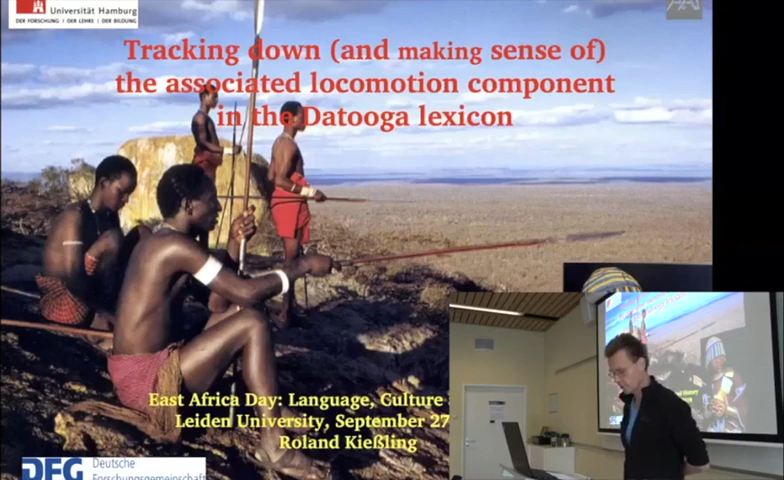 Universität Hamburg
DER FORSCHUNG | DER LEHRE | DER BILDUNG
Tracking down (and making sense of)
the associated locomotion component
in the Datooga lexicon
East Africa Day: Language, Culture
Leiden University, September 27
Roland Kießling
DFG
Deutsche
Forschungsgemeinschaft